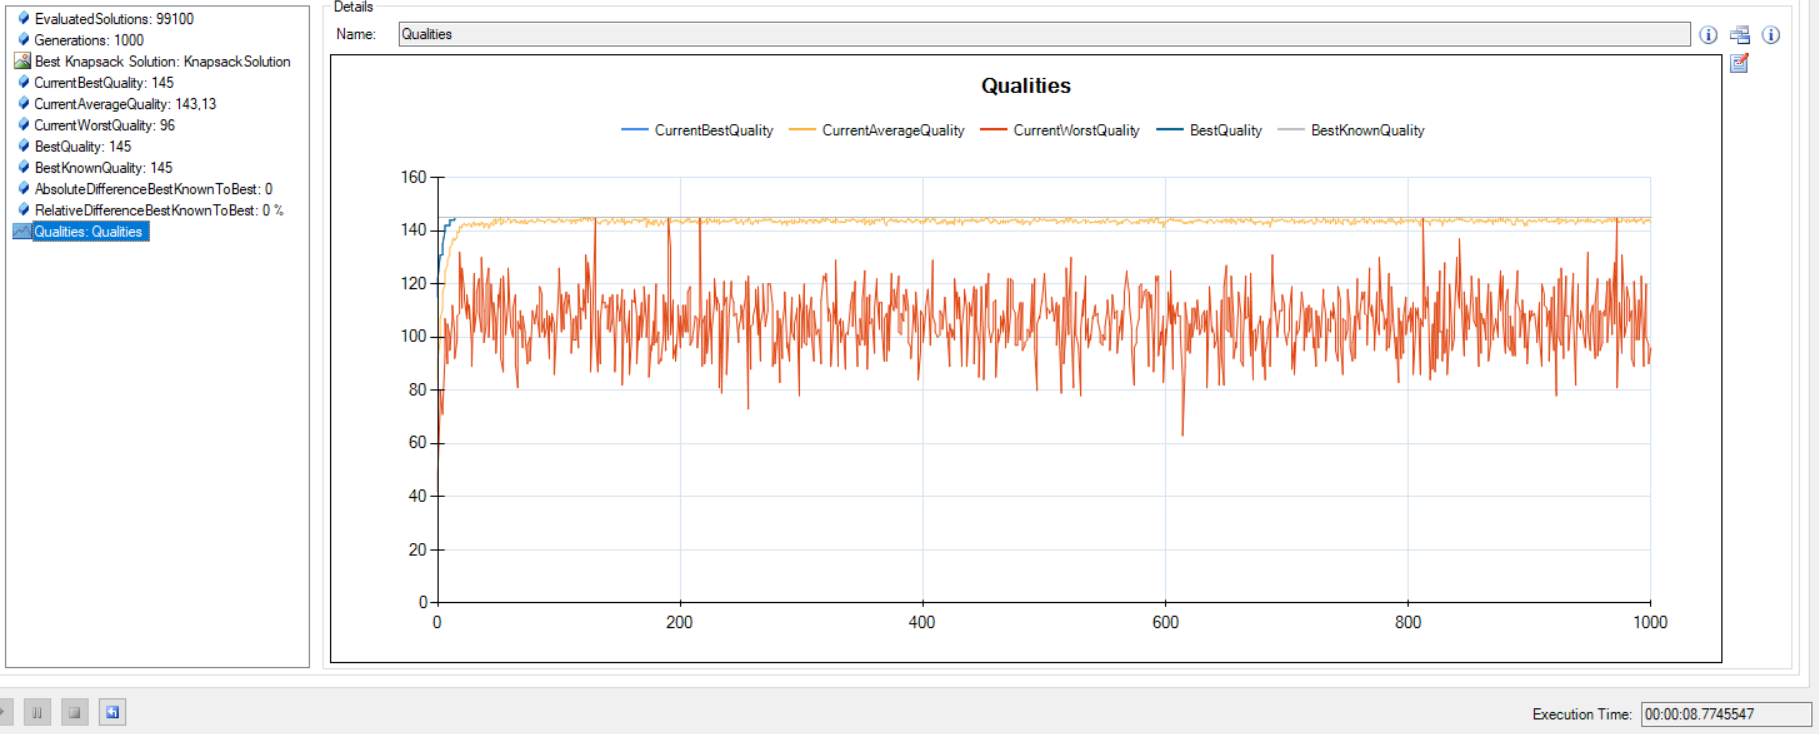 EvaluatedSolutions: 99100
Generations: 1000
Best Knapsack Solution: KnapsackSolution
CurrentBestQuality: 145
CurrentAverageQuality: 143,13
CurrentWorstQuality: 96
BestQuality: 145
BestKnownQuality: 145
AbsoluteDifferenceBestKnownToBest: 0
RelativeDifferenceBestKnownToBest: 0 %
Qualities: Qualities
Details
Name: Qualities
Qualities
CurrentBestQuality CurrentAverageQuality CurrentWorstQuality BestQuality BestKnownQuality
160
140
120
100
80
60
40
20
0
0 200 400 600 800 1000
Execution Time: 00:00:08.7745547